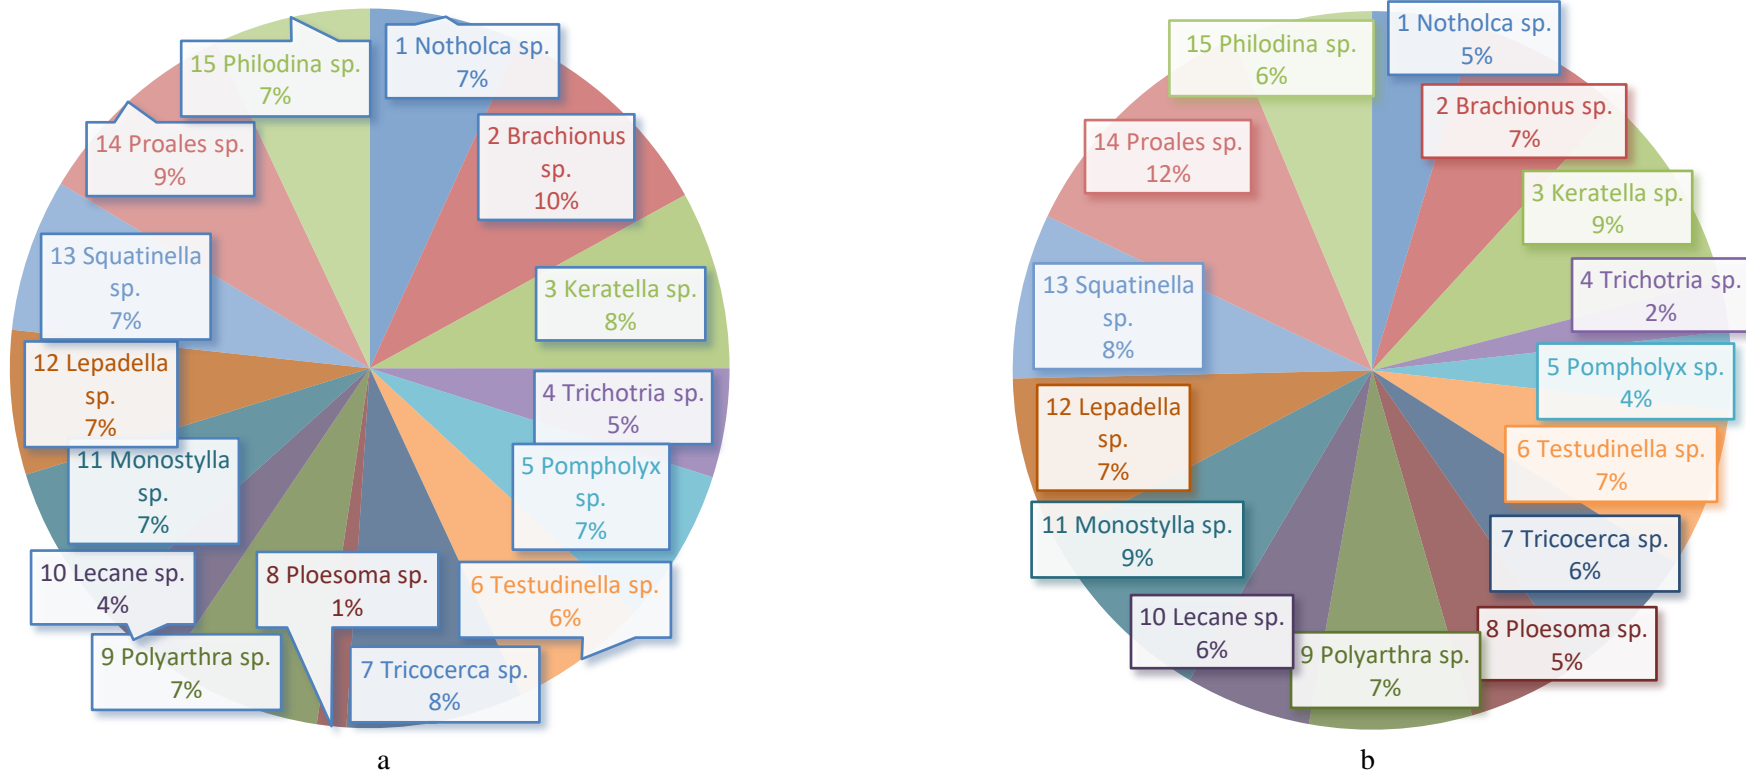 1 Notholca sp.
7%
2 Brachionus
sp.
10%
3 Keratella sp.
8%
4 Trichotria sp.
5%
5 Pompholyx
sp.
7%
6 Testudinella sp.
6%
7 Tricocerca sp.
8%
8 Ploesoma sp.
1%
9 Polyarthra sp.
7%
10 Lecane sp.
4%
11 Monostylla
sp.
7%
12 Lepadella
sp.
7%
13 Squatinella
sp.
7%
14 Proales sp.
9%
15 Philodina sp.
7%
a
1 Notholca sp.
5%
2 Brachionus sp.
7%
3 Keratella sp.
9%
4 Trichotria sp.
2%
5 Pompholyx sp.
4%
6 Testudinella sp.
7%
7 Tricocerca sp.
6%
8 Ploesoma sp.
5%
9 Polyarthra sp.
7%
10 Lecane sp.
6%
11 Monostylla sp.
9%
12 Lepadella
sp.
7%
13 Squatinella
sp.
8%
14 Proales sp.
12%
15 Philodina sp.
6%
b